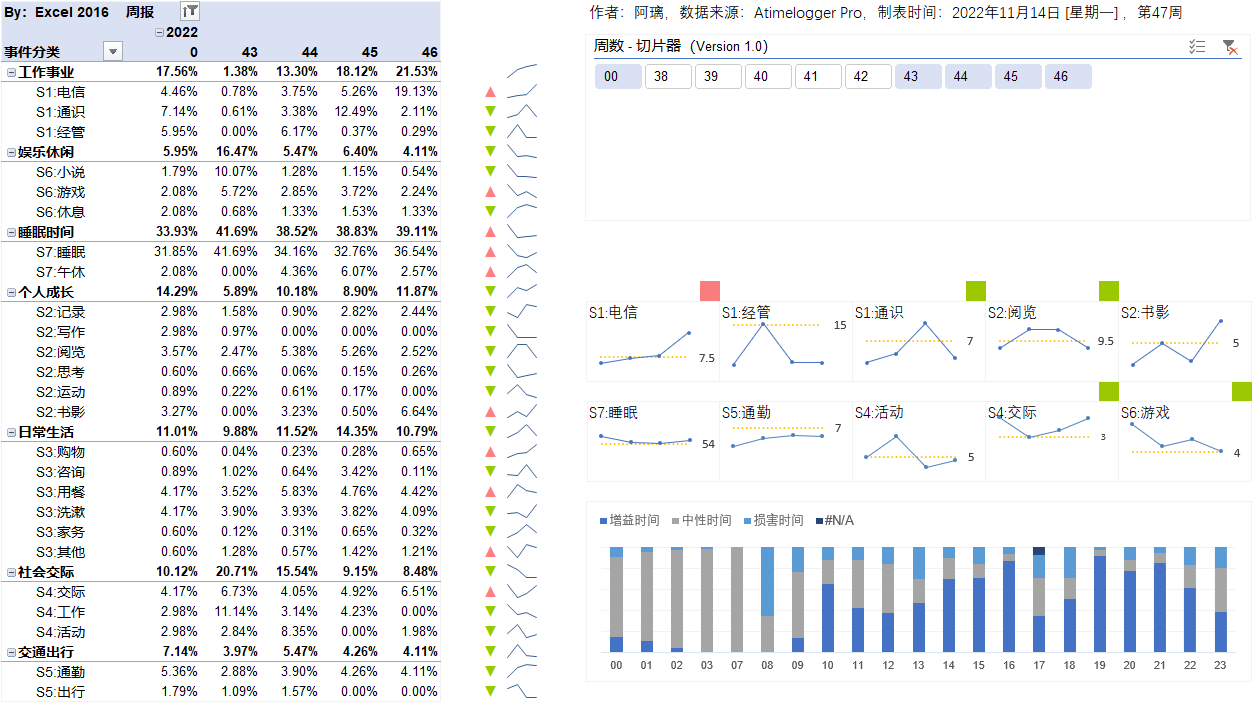 By: Excel 2016 周报
2022
事件分类 0 43 44 45 46
工作事业 17.56% 1.38% 13.30% 18.12% 21.53%
S1:电信 4.46% 0.78% 3.75% 5.26% 19.13%
S1:通识 7.14% 0.61% 3.38% 12.49% 2.11%
S1:经管 5.95% 0.00% 6.17% 0.37% 0.29%
娱乐休闲 5.95% 16.47% 5.47% 6.40% 4.11%
S6:小说 1.79% 10.07% 1.28% 1.15% 0.54%
S6:游戏 2.08% 5.72% 2.85% 3.72% 2.24%
S6:休息 2.08% 0.68% 1.33% 1.53% 1.33%
睡眠时间 33.93% 41.69% 38.52% 38.83% 39.11%
S7:睡眠 31.85% 41.69% 34.16% 32.76% 36.54%
S7:午休 2.08% 0.00% 4.36% 6.07% 2.57%
个人成长 14.29% 5.89% 10.18% 8.90% 11.87%
S2:记录 2.98% 1.58% 0.90% 2.82% 2.44%
S2:写作 2.98% 0.97% 0.00% 0.00% 0.00%
S2:阅览 3.57% 2.47% 5.38% 5.26% 2.52%
S2:思考 0.60% 0.66% 0.06% 0.15% 0.26%
S2:运动 0.89% 0.22% 0.61% 0.17% 0.00%
S2:书影 3.27% 0.00% 3.23% 0.50% 6.64%
日常生活 11.01% 9.88% 11.52% 14.35% 10.79%
S3:购物 0.60% 0.04% 0.23% 0.28% 0.65%
S3:咨询 0.89% 1.02% 0.64% 3.42% 0.11%
S3:用餐 4.17% 3.52% 5.83% 4.76% 4.42%
S3:洗漱 4.17% 3.90% 3.93% 3.82% 4.09%
S3:家务 0.60% 0.12% 0.31% 0.65% 0.32%
S3:其他 0.60% 1.28% 0.57% 1.42% 1.21%
社会交际 10.12% 20.71% 15.54% 9.15% 8.48%
S4:交际 4.17% 6.73% 4.05% 4.92% 6.51%
S4:工作 2.98% 11.14% 3.14% 4.23% 0.00%
S4:活动 2.98% 2.84% 8.35% 0.00% 1.98%
交通出行 7.14% 3.97% 5.47% 4.26% 4.11%
S5:通勤 5.36% 2.88% 3.90% 4.26% 4.11%
S5:出行 1.79% 1.09% 1.57% 0.00% 0.00%
作者：阿璃，数据来源：Atimelogger Pro，制表时间：2022年11月14日 [星期一] ，第47周
周数 - 切片器（Version 1.0）
00 38 39 40 41 42 43 44 45 46
S1:电信 S1:经管 S1:通识 S2:阅览 S2:书影
7.5 15 7 9.5 5
S7:睡眠 S5:通勤 S4:活动 S4:交际 S6:游戏
54 7 5 3 4
增益时间 中性时间 损害时间 #N/A
00 01 02 03 07 08 09 10 11 12 13 14 15 16 17 18 19 20 21 22 23